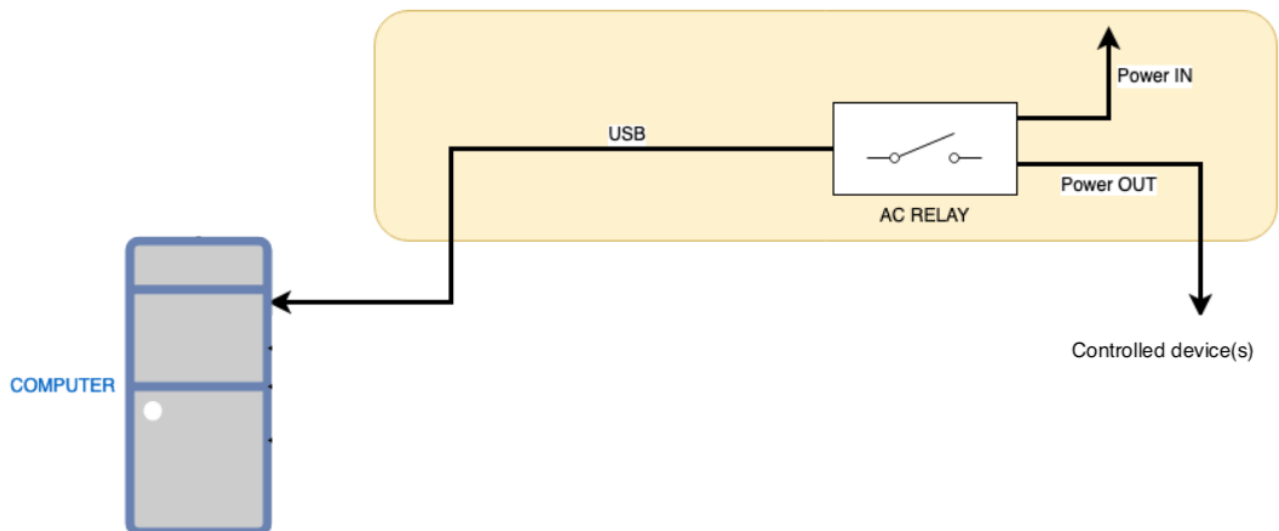 Power IN
USB
Power OUT
AC RELAY
Controlled device(s)
COMPUTER